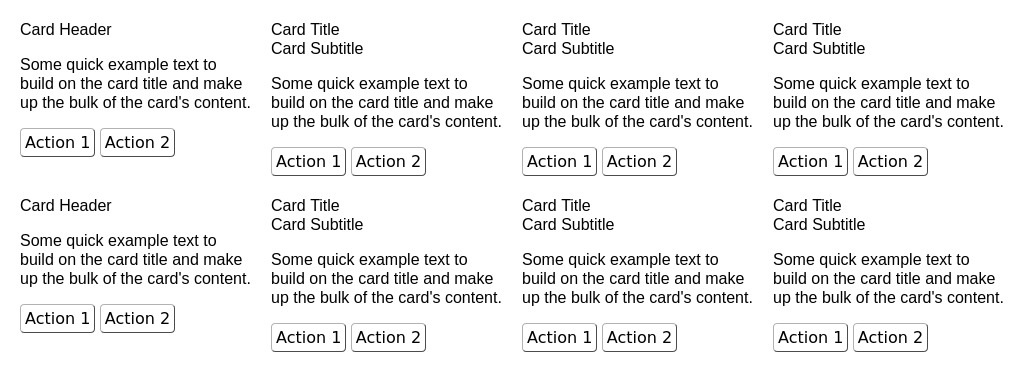 Card Header
Some quick example text to
build on the card title and make
up the bulk of the card's content.
Action 1 Action 2
Card Title
Card Subtitle
Some quick example text to
build on the card title and make
up the bulk of the card's content.
Action 1 Action 2
Card Title
Card Subtitle
Some quick example text to
build on the card title and make
up the bulk of the card's content.
Action 1 Action 2
Card Title
Card Subtitle
Some quick example text to
build on the card title and make
up the bulk of the card's content.
Action 1 Action 2
Card Header
Some quick example text to
build on the card title and make
up the bulk of the card's content.
Action 1 Action 2
Card Title
Card Subtitle
Some quick example text to
build on the card title and make
up the bulk of the card's content.
Action 1 Action 2
Card Title
Card Subtitle
Some quick example text to
build on the card title and make
up the bulk of the card's content.
Action 1 Action 2
Card Title
Card Subtitle
Some quick example text to
build on the card title and make
up the bulk of the card's content.
Action 1 Action 2